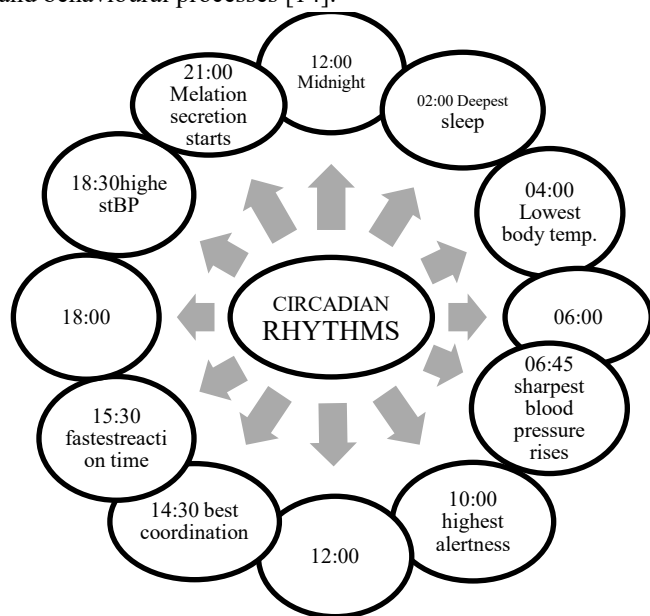 and behavioural processes [14].
12:00
Midnight
02:00 Deepest
sleep
04:00
Lowest
body temp.
06:00
06:45
sharpest
blood
pressure
rises
10:00
highest
alertness
12:00
14:30 best
coordination
15:30
fastestreacti
on time
18:00
18:30highe
stBP
21:00
Melation
secretion
starts
CIRCADIAN
RHYTHMS